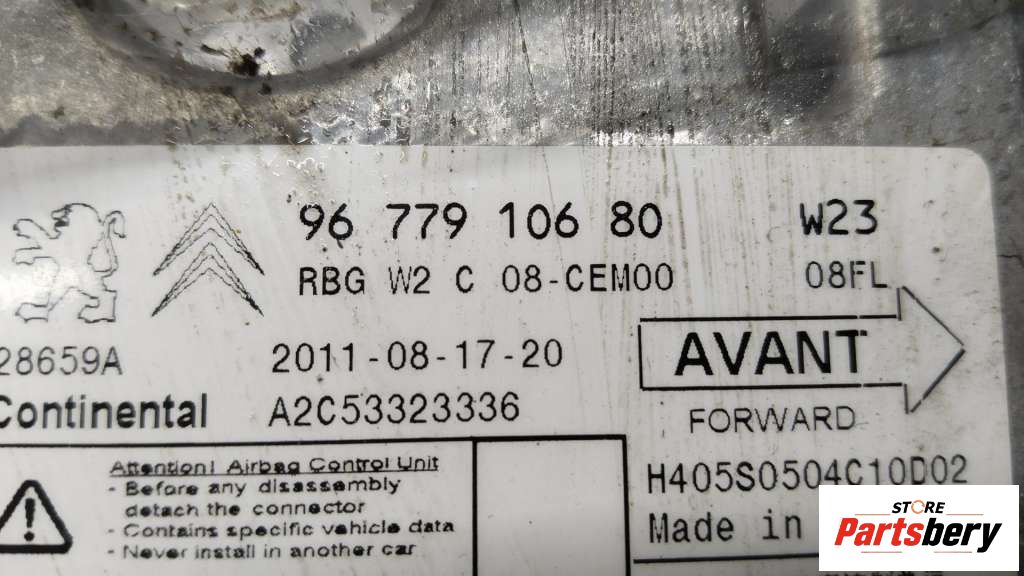 96 779 106 80 W23
RBG W2 C 08-CEM00 08FL
28659A 2011-08-17-20
AVANT
Continental A2C53323336
FORWARD
Attention! Airbag Control Unit
- Before any disassembly
detach the connector
- Contains specific vehicle data
- Never install in another car
H405S0504C10D02
Made in
STORE
Partsbery